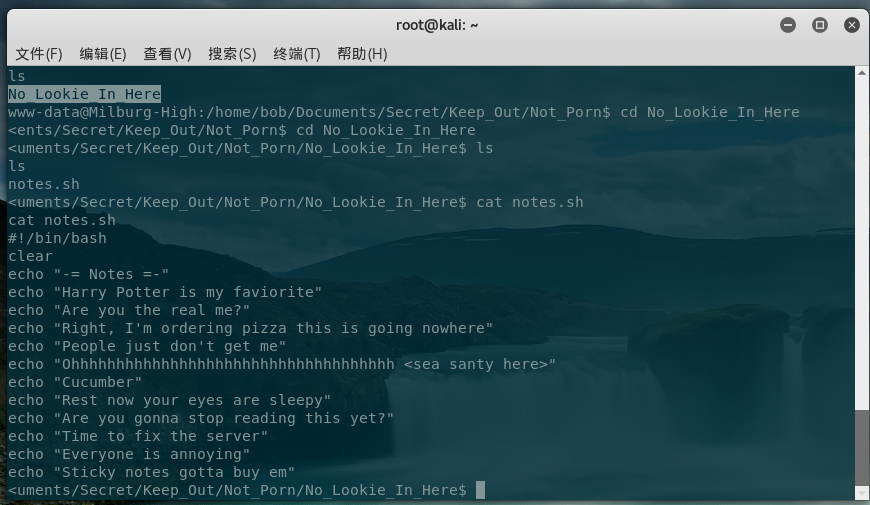 root@kali: ~
文件(F) 编辑(E) 查看(V) 搜索(S) 终端(T) 帮助(H)
ls
No_Lookie_In_Here
www-data@Milburg-High:/home/bob/Documents/Secret/Keep_Out/Not_Porn$ cd No_Lookie_In_Here
<ents/Secret/Keep_Out/Not_Porn$ cd No_Lookie_In_Here
<uments/Secret/Keep_Out/Not_Porn/No_Lookie_In_Here$ ls
ls
notes.sh
<uments/Secret/Keep_Out/Not_Porn/No_Lookie_In_Here$ cat notes.sh
cat notes.sh
#!/bin/bash
clear
echo "-= Notes =-"
echo "Harry Potter is my faviorite"
echo "Are you the real me?"
echo "Right, I'm ordering pizza this is going nowhere"
echo "People just don't get me"
echo "Ohhhhhhhhhhhhhhhhhhhhhhhhhhhhhhhhhhhh <sea santy here>"
echo "Cucumber"
echo "Rest now your eyes are sleepy"
echo "Are you gonna stop reading this yet?"
echo "Time to fix the server"
echo "Everyone is annoying"
echo "Sticky notes gotta buy em"
<uments/Secret/Keep_Out/Not_Porn/No_Lookie_In_Here$